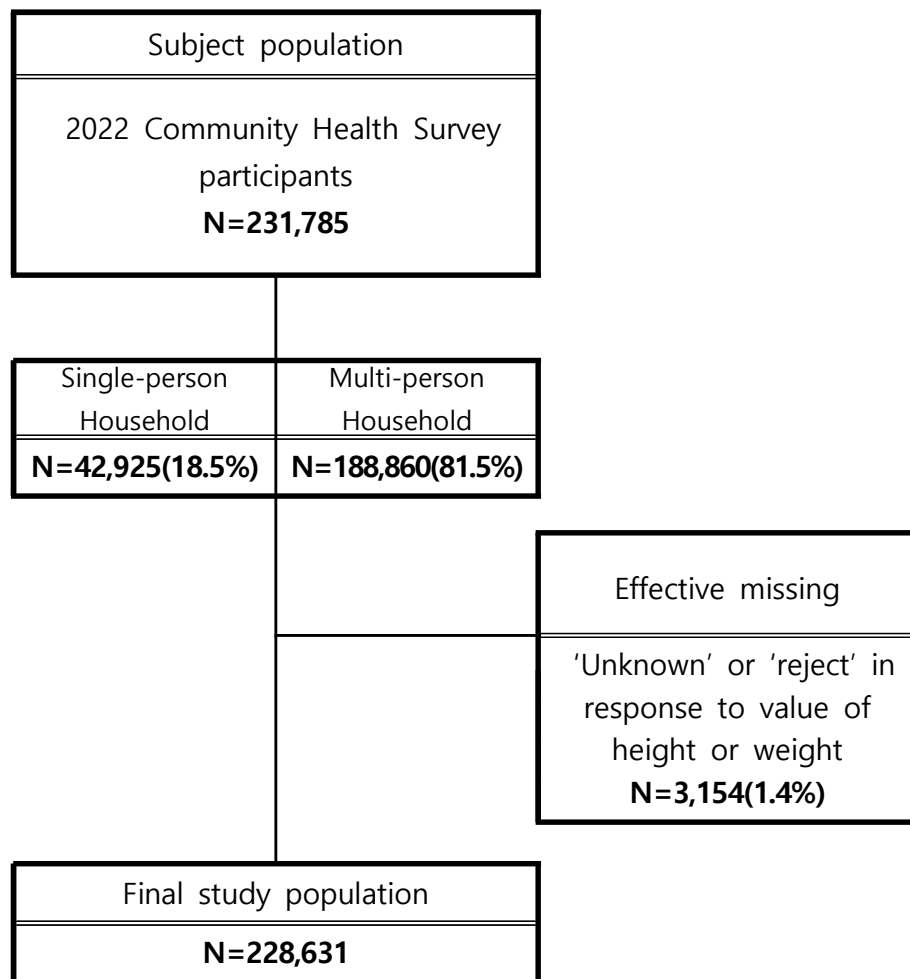 Subject population
2022 Community Health Survey
participants
N=231,785
Single-person
Household
N=42,925(18.5%)
Multi-person
Household
N=188,860(81.5%)
Effective missing
‘Unknown’ or ‘reject’ in
response to value of
height or weight
N=3,154(1.4%)
Final study population
N=228,631